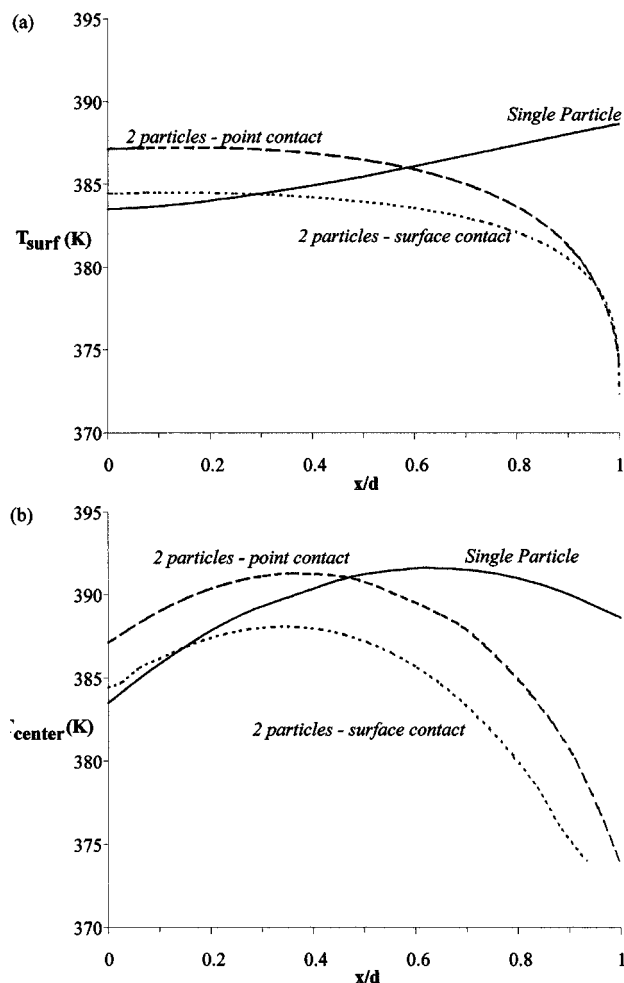 (a)
395
390
385
380
375
370
T surf (K)
Single Particle
2 particles - point contact
2 particles - surface contact
0 0.2 0.4 0.6 0.8 1
x/d
(b)
395
390
385
380
375
370
center (K)
2 particles - point contact
Single Particle
2 particles - surface contact
0 0.2 0.4 0.6 0.8 1
x/d